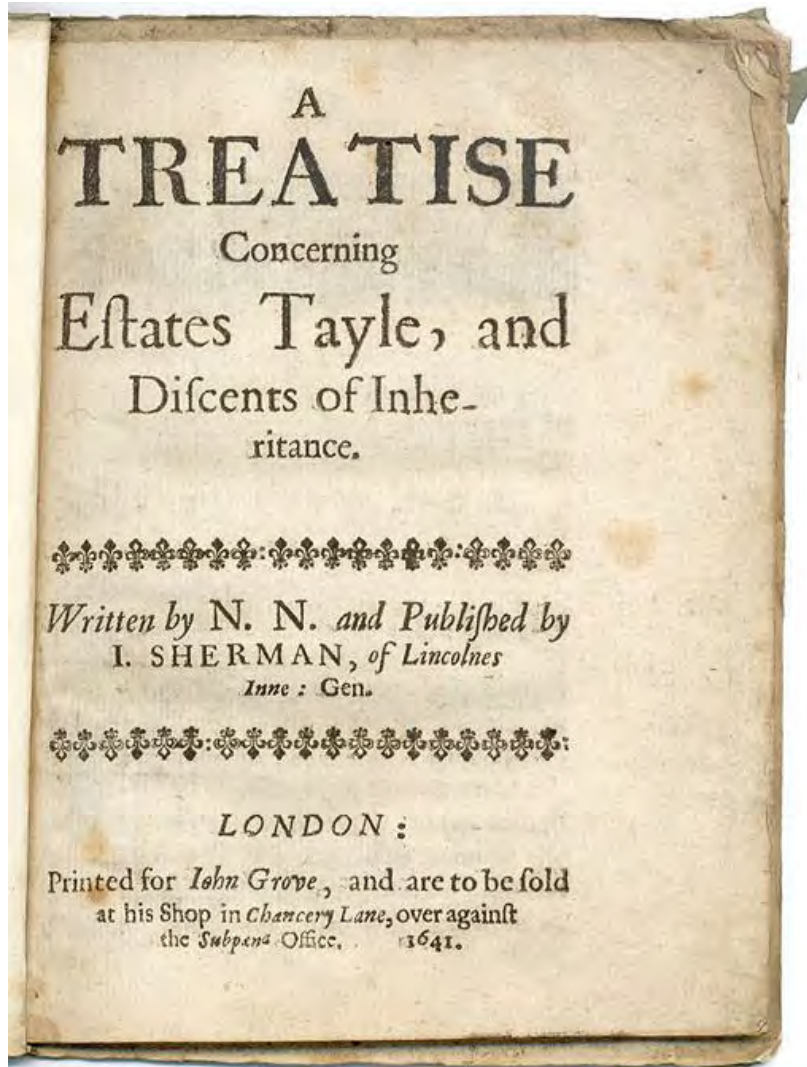 A
TREATISE
Concerning
Eſtates Tayle, and
Diſcents of Inhe-
ritance.
Written by N. N. and Publiſhed by
I. SHERMAN, of Lincolnes
Inne : Gen.
LONDON :
Printed for Iohn Grove, and are to be ſold
at his Shop in Chancery Lane, over againſt
the Subpœna Office. 1641.